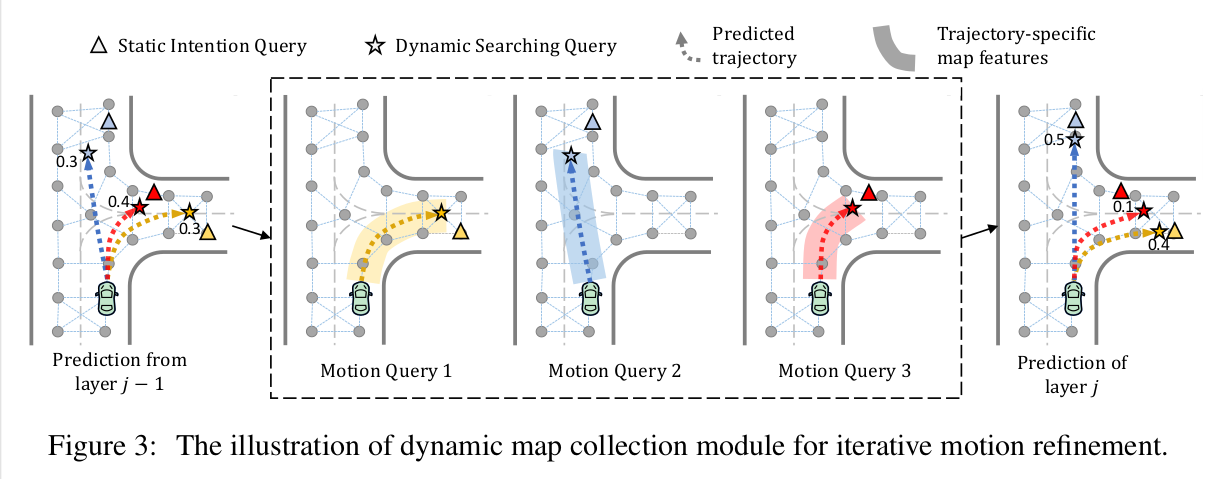 Static Intention Query
Dynamic Searching Query
Predicted
trajectory
Trajectory-specific
map features
0.3
0.4
0.3
Prediction from
layer j − 1
Motion Query 1
Motion Query 2
Motion Query 3
0.5
0.1
0.4
Prediction of
layer j
Figure 3: The illustration of dynamic map collection module for iterative motion refinement.